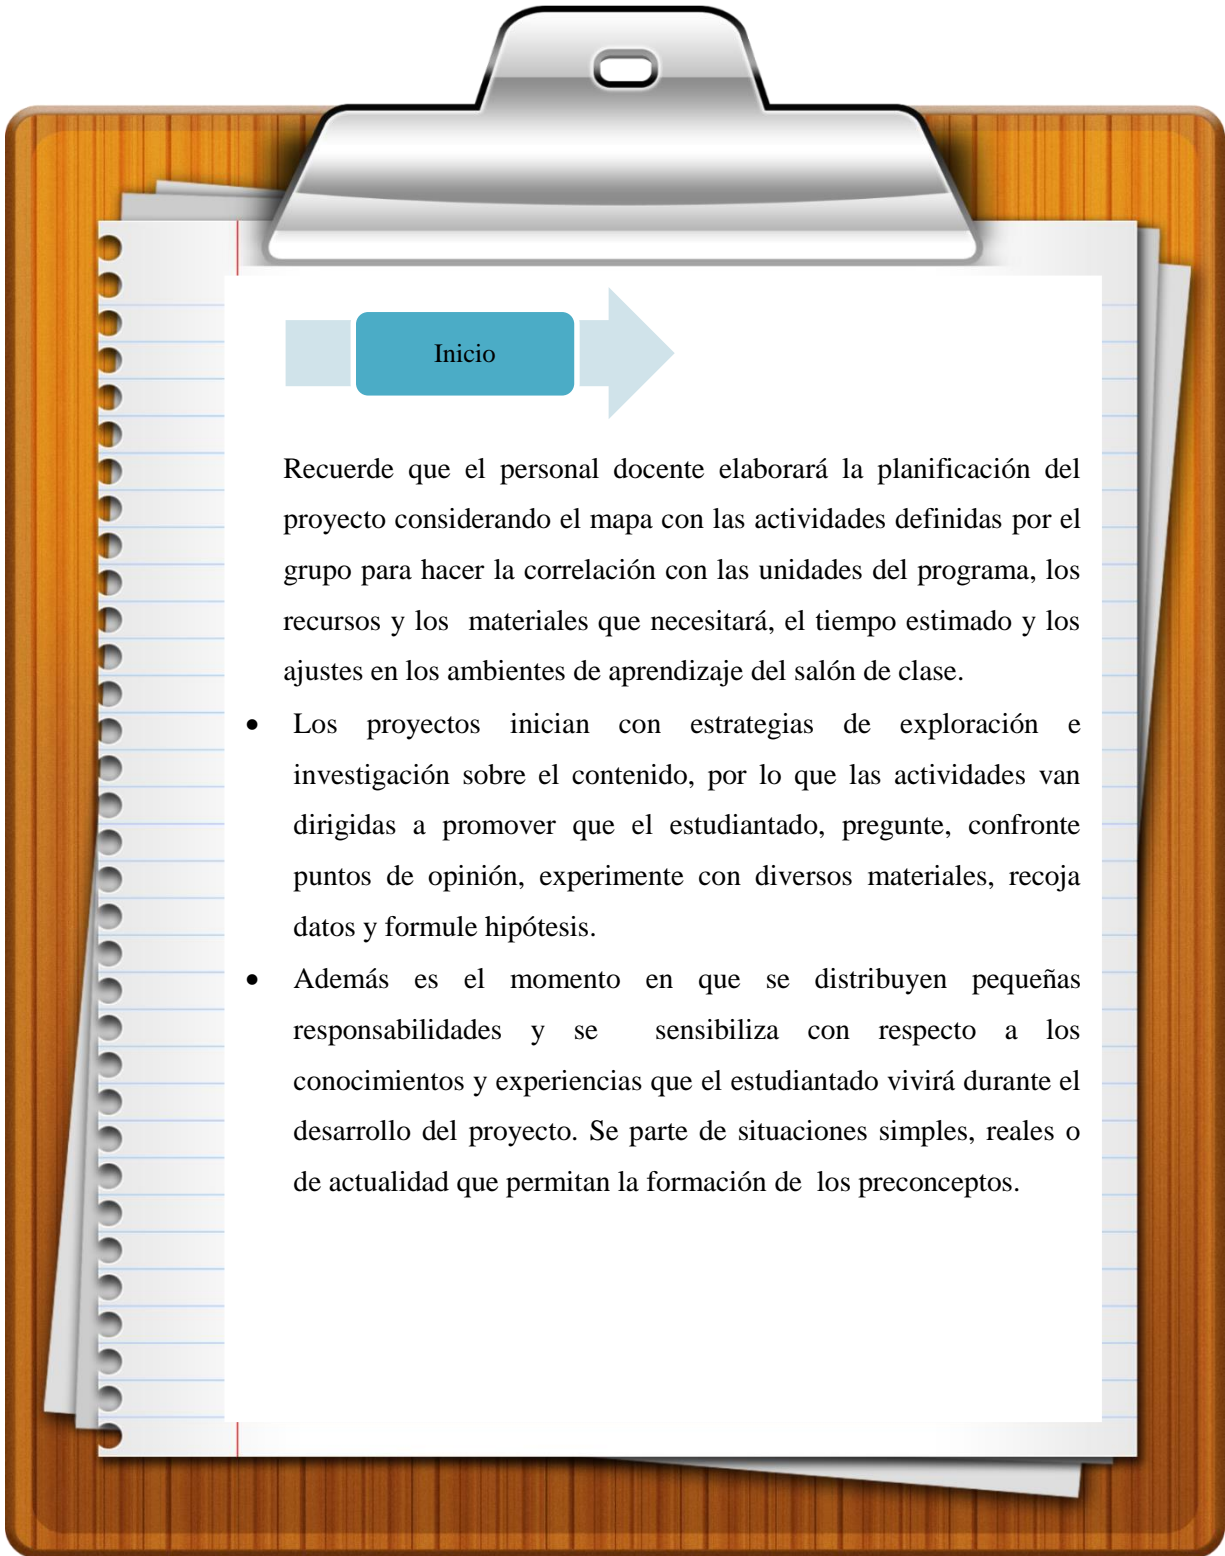 Inicio
Recuerde que el personal docente elaborará la planificación del
proyecto considerando el mapa con las actividades definidas por el
grupo para hacer la correlación con las unidades del programa, los
recursos y los materiales que necesitará, el tiempo estimado y los
ajustes en los ambientes de aprendizaje del salón de clase.
• Los proyectos inician con estrategias de exploración e
investigación sobre el contenido, por lo que las actividades van
dirigidas a promover que el estudiantado, pregunte, confronte
puntos de opinión, experimente con diversos materiales, recoja
datos y formule hipótesis.
• Además es el momento en que se distribuyen pequeñas
responsabilidades y se sensibiliza con respecto a los
conocimientos y experiencias que el estudiantado vivirá durante el
desarrollo del proyecto. Se parte de situaciones simples, reales o
de actualidad que permitan la formación de los preconceptos.